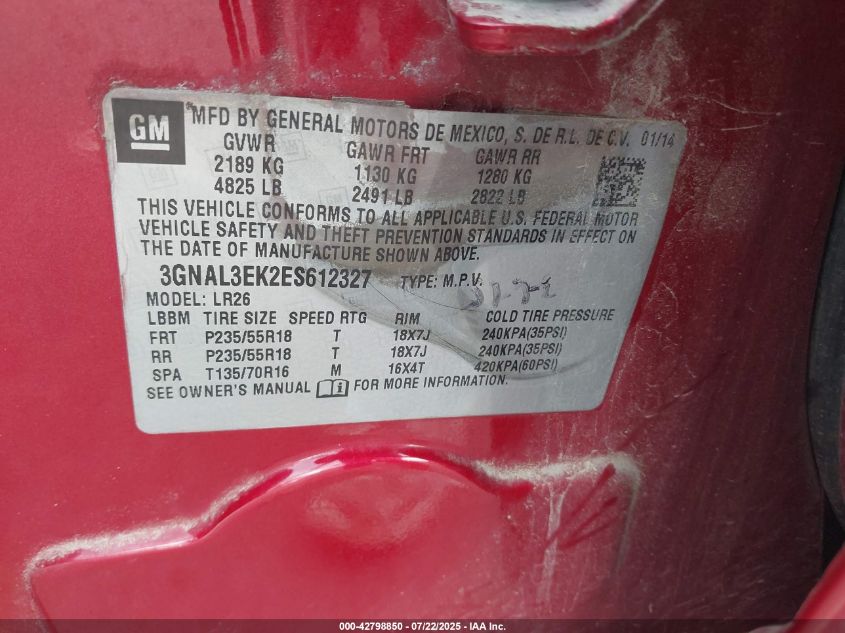 GM
MFD BY GENERAL MOTORS DE MEXICO, S. DE R.L. DE C.V. 01/14
GVWR GAWR FRT GAWR RR
2189 KG 1130 KG 1280 KG
4825 LB 2491 LB 2822 LB
THIS VEHICLE CONFORMS TO ALL APPLICABLE U.S. FEDERAL MOTOR
VEHICLE SAFETY AND THEFT PREVENTION STANDARDS IN EFFECT ON
THE DATE OF MANUFACTURE SHOWN ABOVE.
3GNAL3EK2ES612327 TYPE: M.P.V.
MODEL: LR26
LBBM TIRE SIZE SPEED RTG RIM COLD TIRE PRESSURE
FRT P235/55R18 T 18X7J 240KPA(35PSI)
RR P235/55R18 T 18X7J 240KPA(35PSI)
SPA T135/70R16 M 16X4T 420KPA(60PSI)
SEE OWNER'S MANUAL FOR MORE INFORMATION.
000-42798850 - 07/22/2025 - IAA Inc.